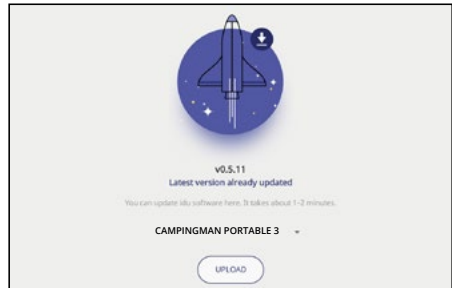 v0.5.11
Latest version already updated
You can update idu software here. It takes about 1-2 minutes.
CAMPINGMAN PORTABLE 3
UPLOAD